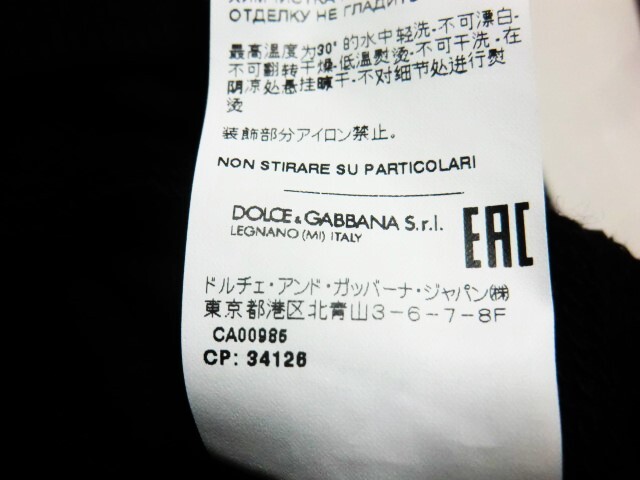 ОТДЕЛКУ НЕ ГЛАДИТЬ
最高温度为30°的水中轻洗-不可漂白-
不可翻转干燥-低温熨烫-不可干洗-在
阴凉处悬挂晾干-不对细节处进行熨
烫
装飾部分アイロン禁止。
NON STIRARE SU PARTICOLARI
DOLCE & GABBANA S.r.l.
LEGNANO (MI) ITALY
EAC
ドルチェ・アンド・ガッバーナ・ジャパン㈱
東京都港区北青山3-6-7-8F
CA00985
CP: 34126